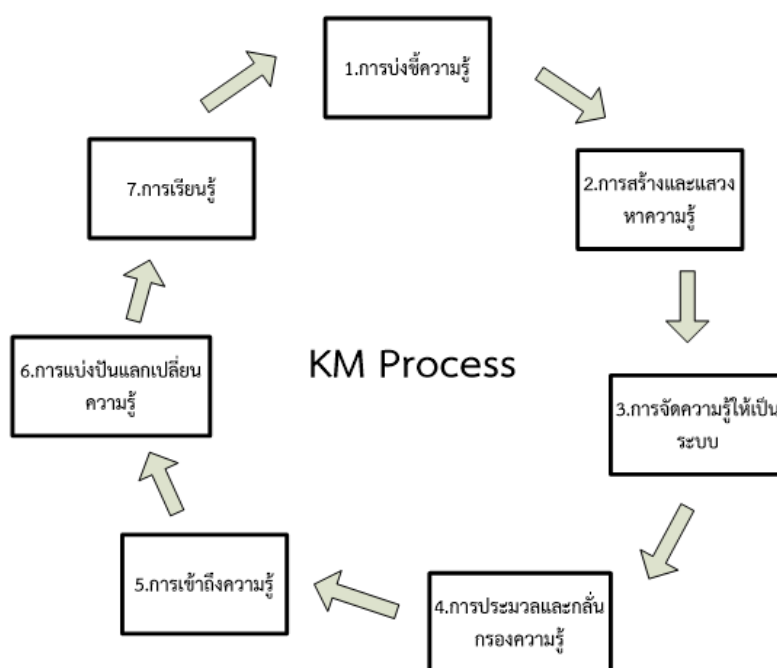 1.การบ่งชี้ความรู้
2.การสร้างและแสวง
หาความรู้
3.การจัดความรู้ให้เป็น
ระบบ
4.การประมวลและกลั่น
กรองความรู้
5.การเข้าถึงความรู้
6.การแบ่งปันแลกเปลี่ยน
ความรู้
7.การเรียนรู้
KM Process